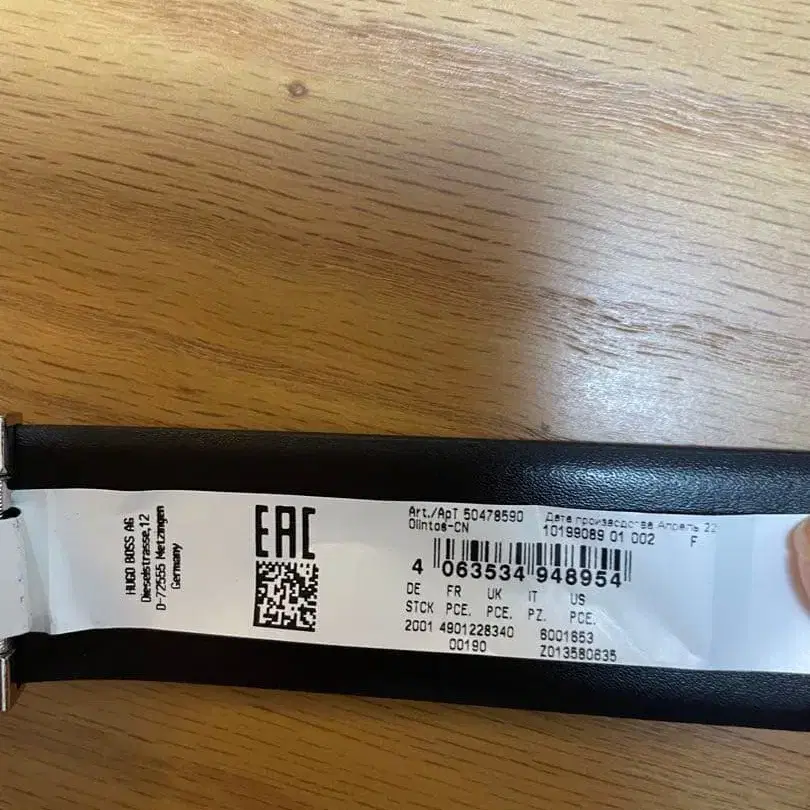 HUGO BOSS AG
Dieselstrasse,12
D-72555 Metzingen
Germany
EAC
Art./Арт 50478590 Дата производства Апрель 22
Olintos-CN 10199089 01 002 F
4 063534 948954
DE FR UK IT US
STCK PCE. PCE. PZ. PCE.
2001 4901228340 6001653
00190 Z013580635